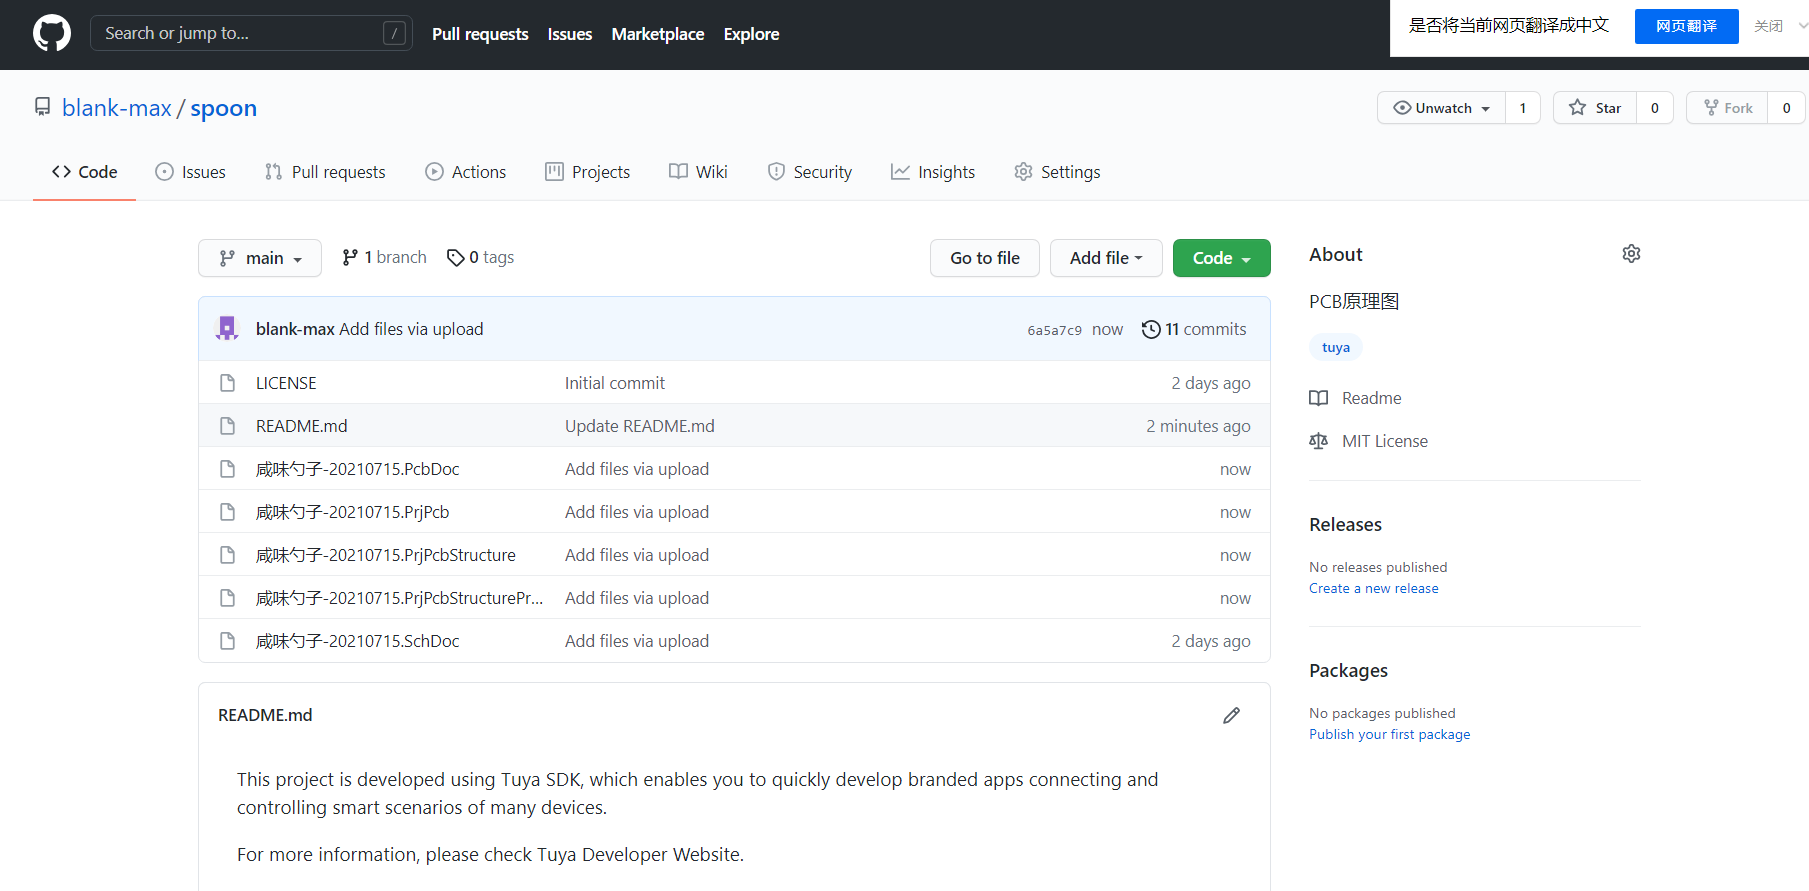 Search or jump to... /
Pull requests Issues Marketplace Explore
是否将当前网页翻译成中文 网页翻译 关闭
blank-max / spoon
Unwatch 1 Star 0 Fork 0
Code Issues Pull requests Actions Projects Wiki Security Insights Settings
main 1 branch 0 tags
Go to file Add file Code
blank-max Add files via upload 6a5a7c9 now 11 commits
LICENSE Initial commit 2 days ago
README.md Update README.md 2 minutes ago
咸味勺子-20210715.PcbDoc Add files via upload now
咸味勺子-20210715.PrjPcb Add files via upload now
咸味勺子-20210715.PrjPcbStructure Add files via upload now
咸味勺子-20210715.PrjPcbStructurePr... Add files via upload now
咸味勺子-20210715.SchDoc Add files via upload 2 days ago
README.md
This project is developed using Tuya SDK, which enables you to quickly develop branded apps connecting and
controlling smart scenarios of many devices.
For more information, please check Tuya Developer Website.
About
PCB原理图
tuya
Readme
MIT License
Releases
No releases published
Create a new release
Packages
No packages published
Publish your first package